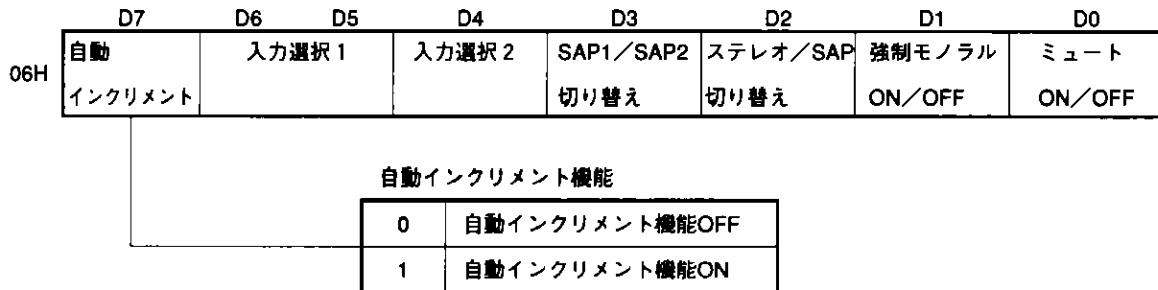 D7 D6 D5 D4 D3 D2 D1 D0
06H 自動 入力選択1 入力選択2 SAP1/SAP2 ステレオ/SAP 強制モノラル ミュート
インクリメント 切り替え 切り替え ON/OFF ON/OFF
自動インクリメント機能
0 自動インクリメント機能OFF
1 自動インクリメント機能ON